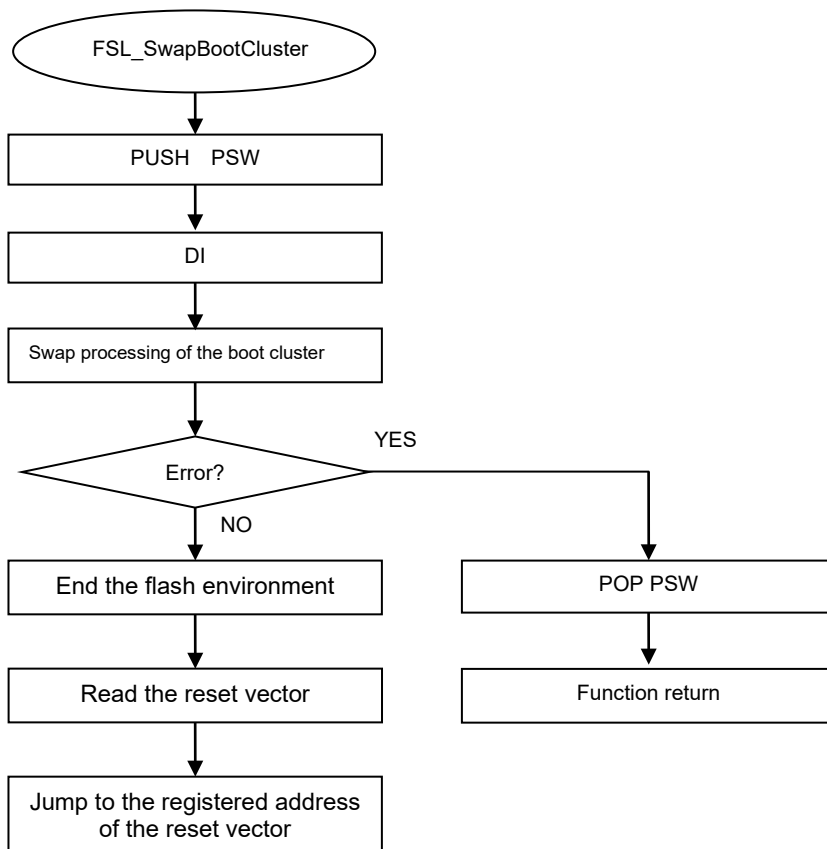 FSL_SwapBootCluster
PUSH PSW
DI
Swap processing of the boot cluster
YES
Error?
NO
End the flash environment
POP PSW
Read the reset vector
Function return
Jump to the registered address
of the reset vector